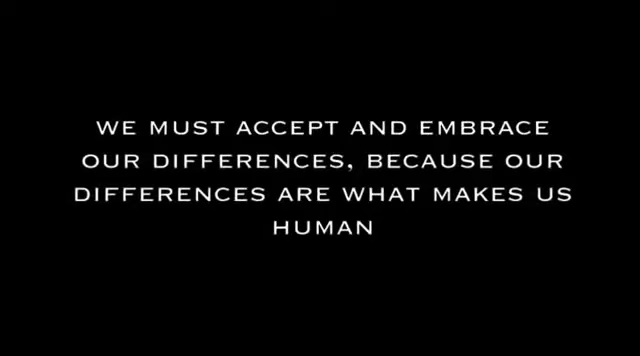 WE MUST ACCEPT AND EMBRACE
OUR DIFFERENCES, BECAUSE OUR
DIFFERENCES ARE WHAT MAKES US
HUMAN